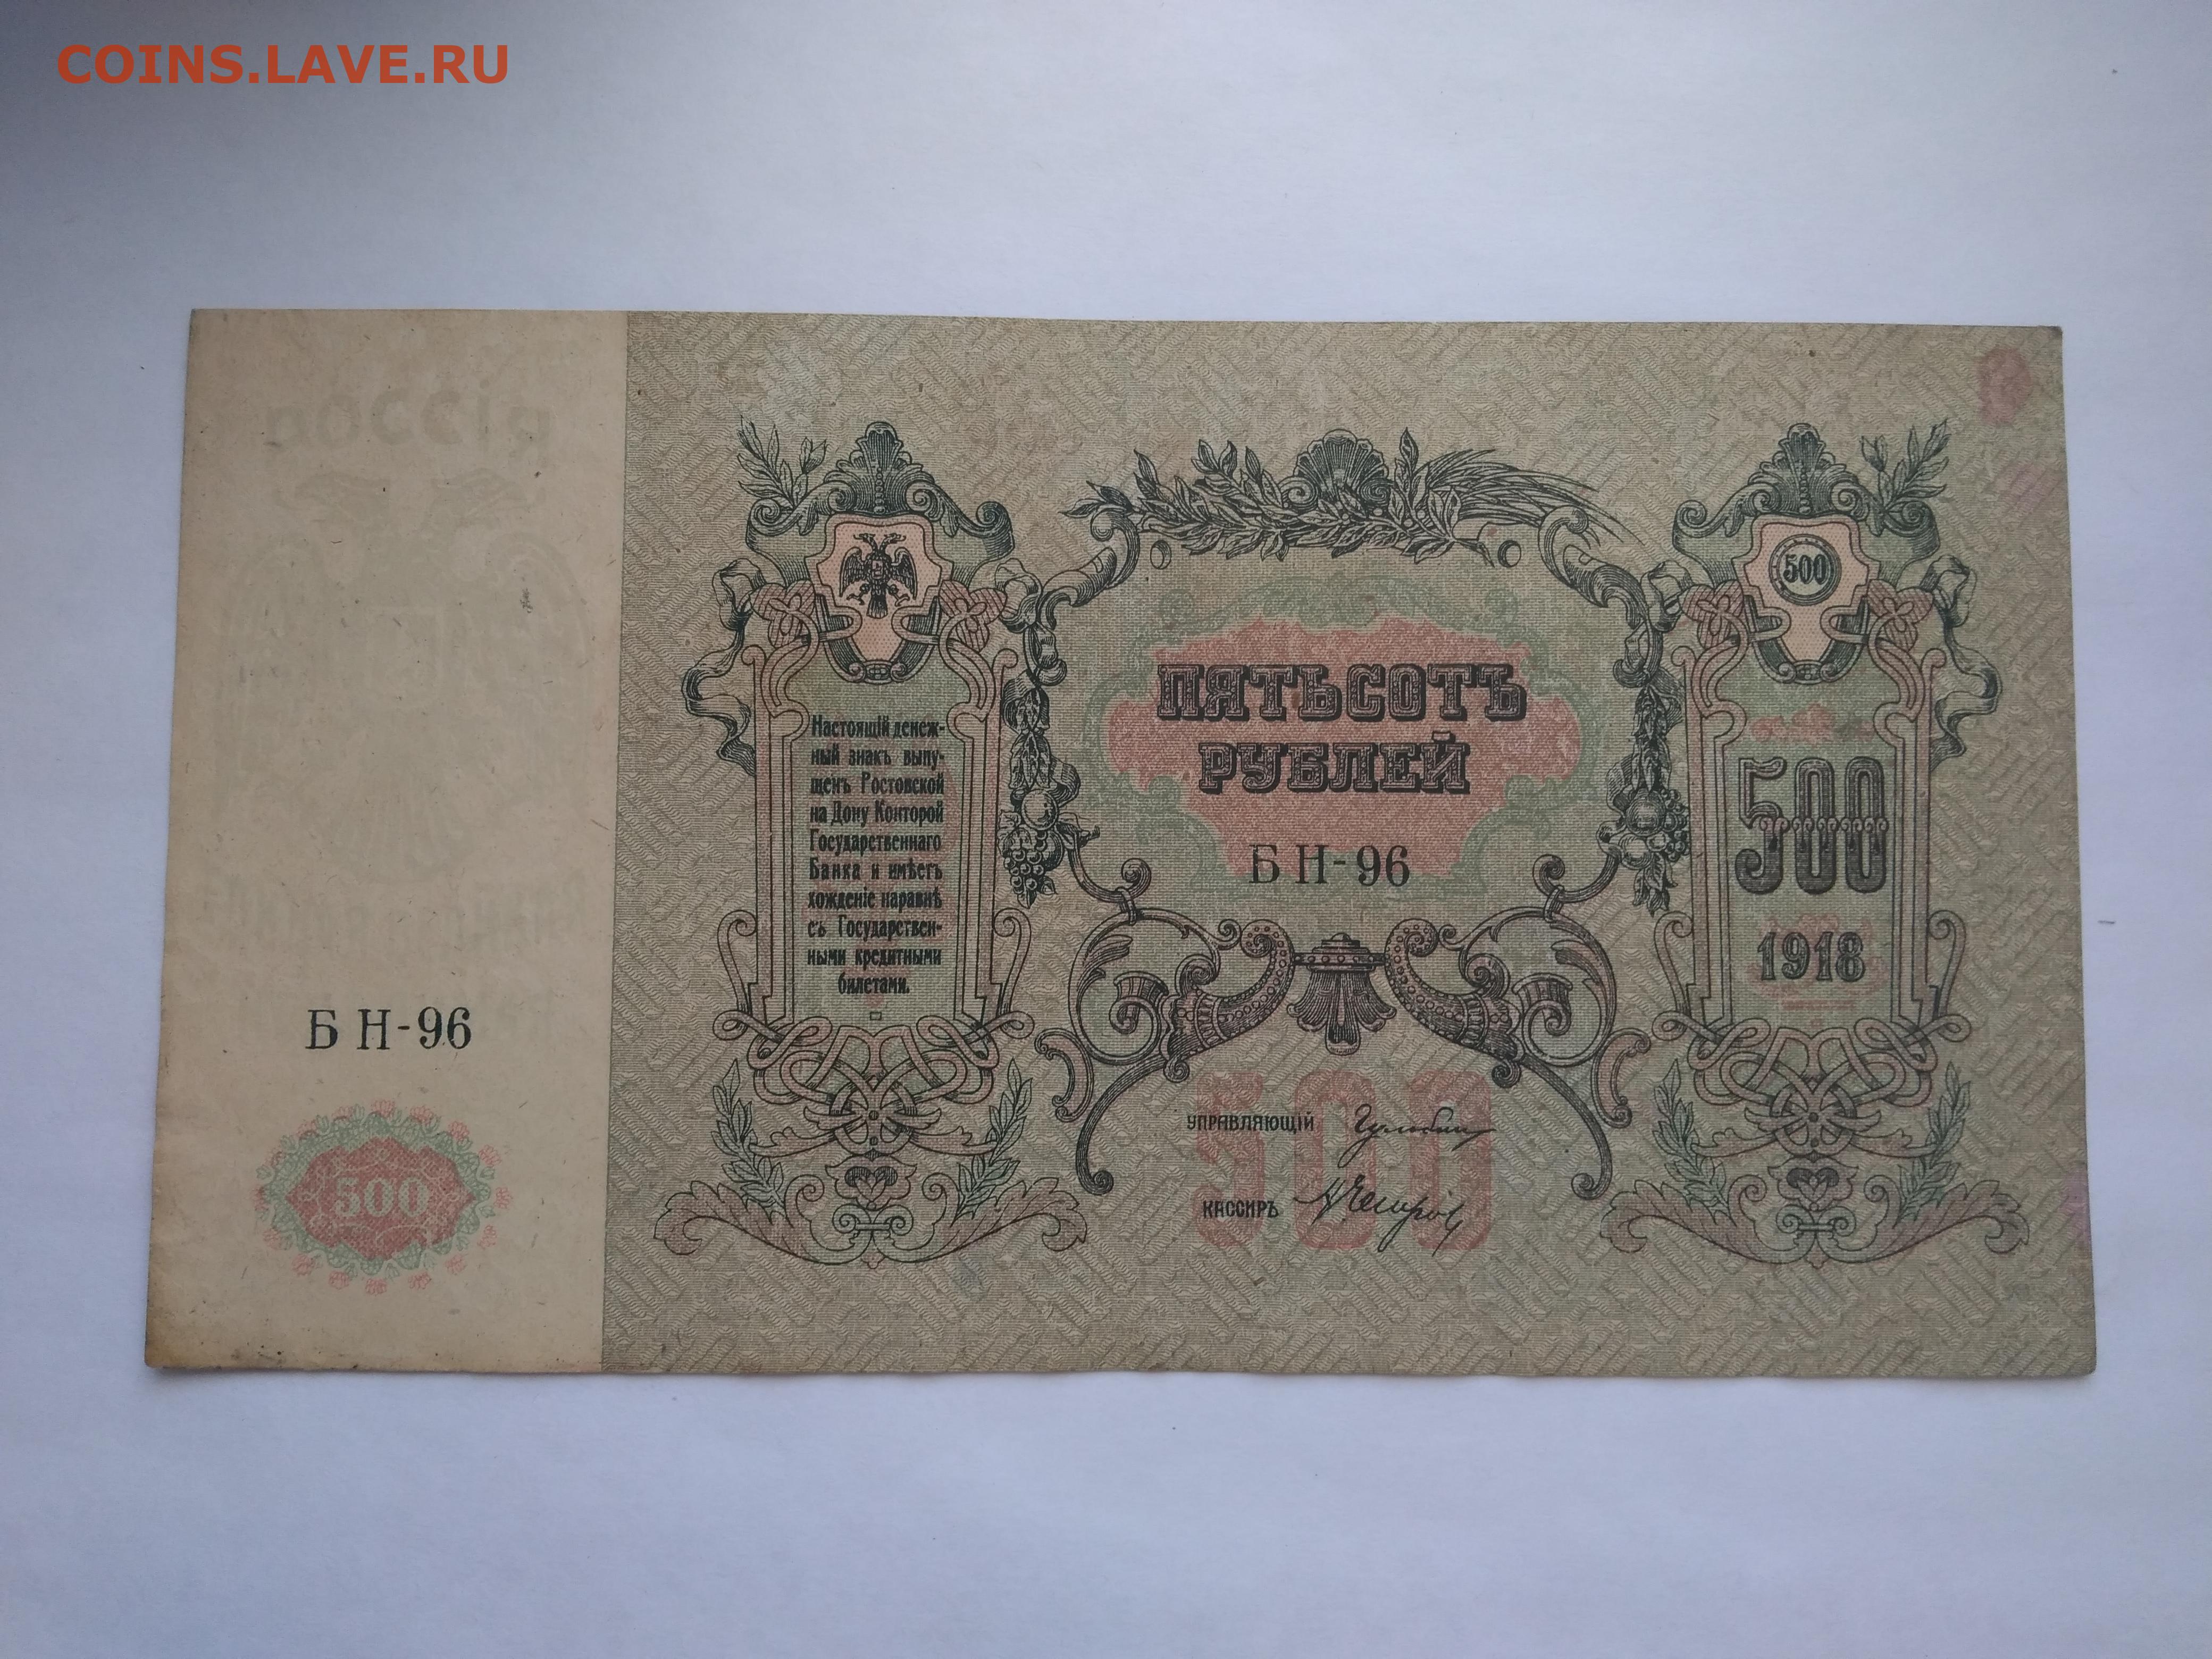 COINS.LAVE.RU
500
ПЯТЬСОТЪ
РУБЛЕЙ
БН-96
Настоящій денеж-
ный знакъ выпу-
щенъ Ростовской
на Дону Конторой
Государственнаго
Банка и имѣетъ
хожденіе наравнѣ
съ Государствен-
ными кредитными
билетами.
500
1918
БН-96
500
500
УПРАВЛЯЮЩІЙ
КАССИРЪ